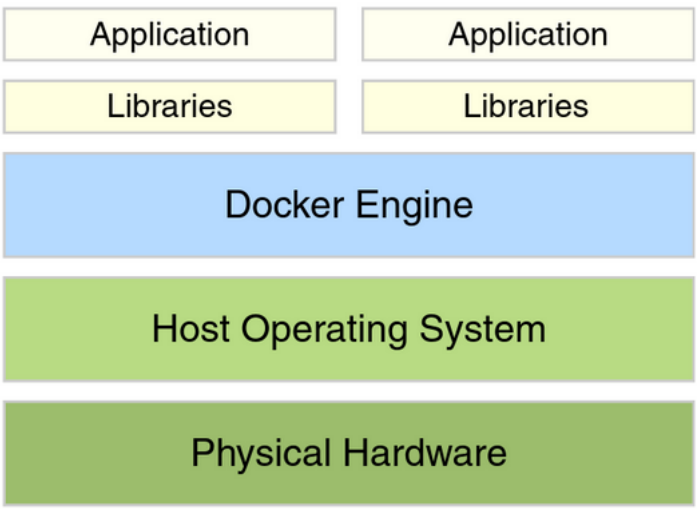 Application
Application
Libraries
Libraries
Docker Engine
Host Operating System
Physical Hardware